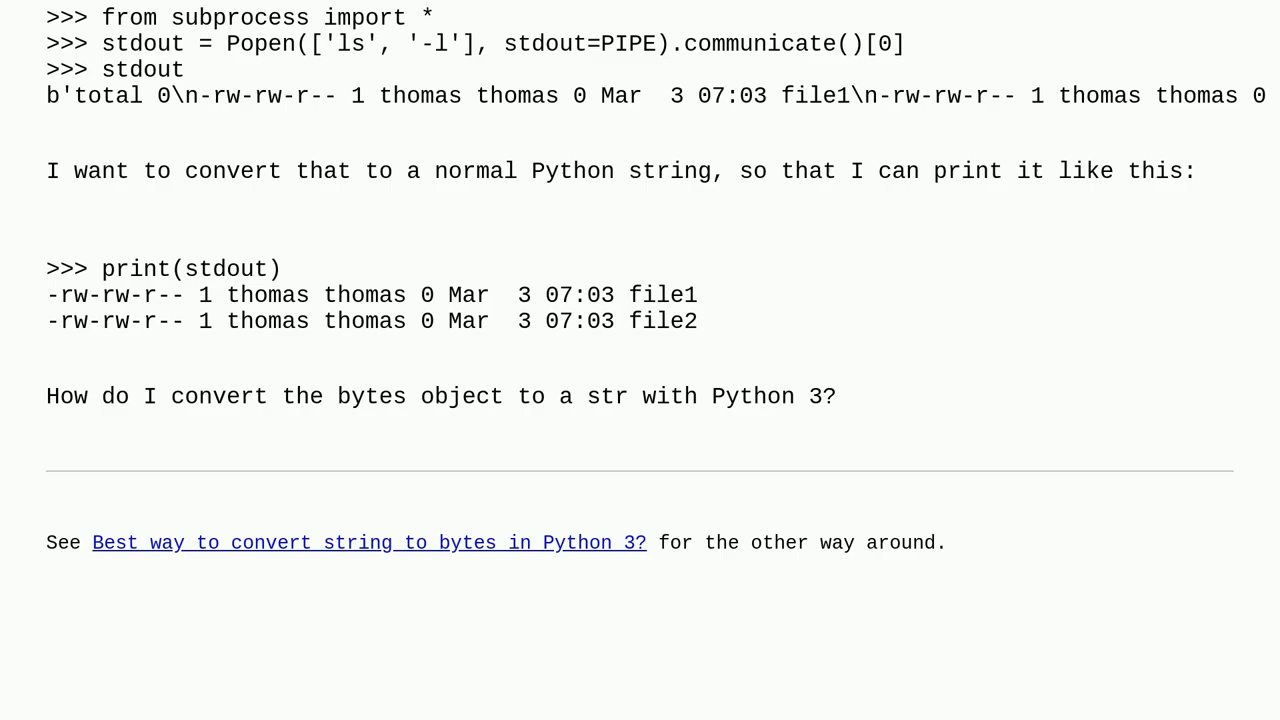 >>> from subprocess import *
>>> stdout = Popen(['ls', '-l'], stdout=PIPE).communicate()[0]
>>> stdout
b'total 0\n-rw-rw-r-- 1 thomas thomas 0 Mar  3 07:03 file1\n-rw-rw-r-- 1 thomas thomas 0
I want to convert that to a normal Python string, so that I can print it like this:
>>> print(stdout)
-rw-rw-r-- 1 thomas thomas 0 Mar  3 07:03 file1
-rw-rw-r-- 1 thomas thomas 0 Mar  3 07:03 file2
How do I convert the bytes object to a str with Python 3?
See Best way to convert string to bytes in Python 3? for the other way around.